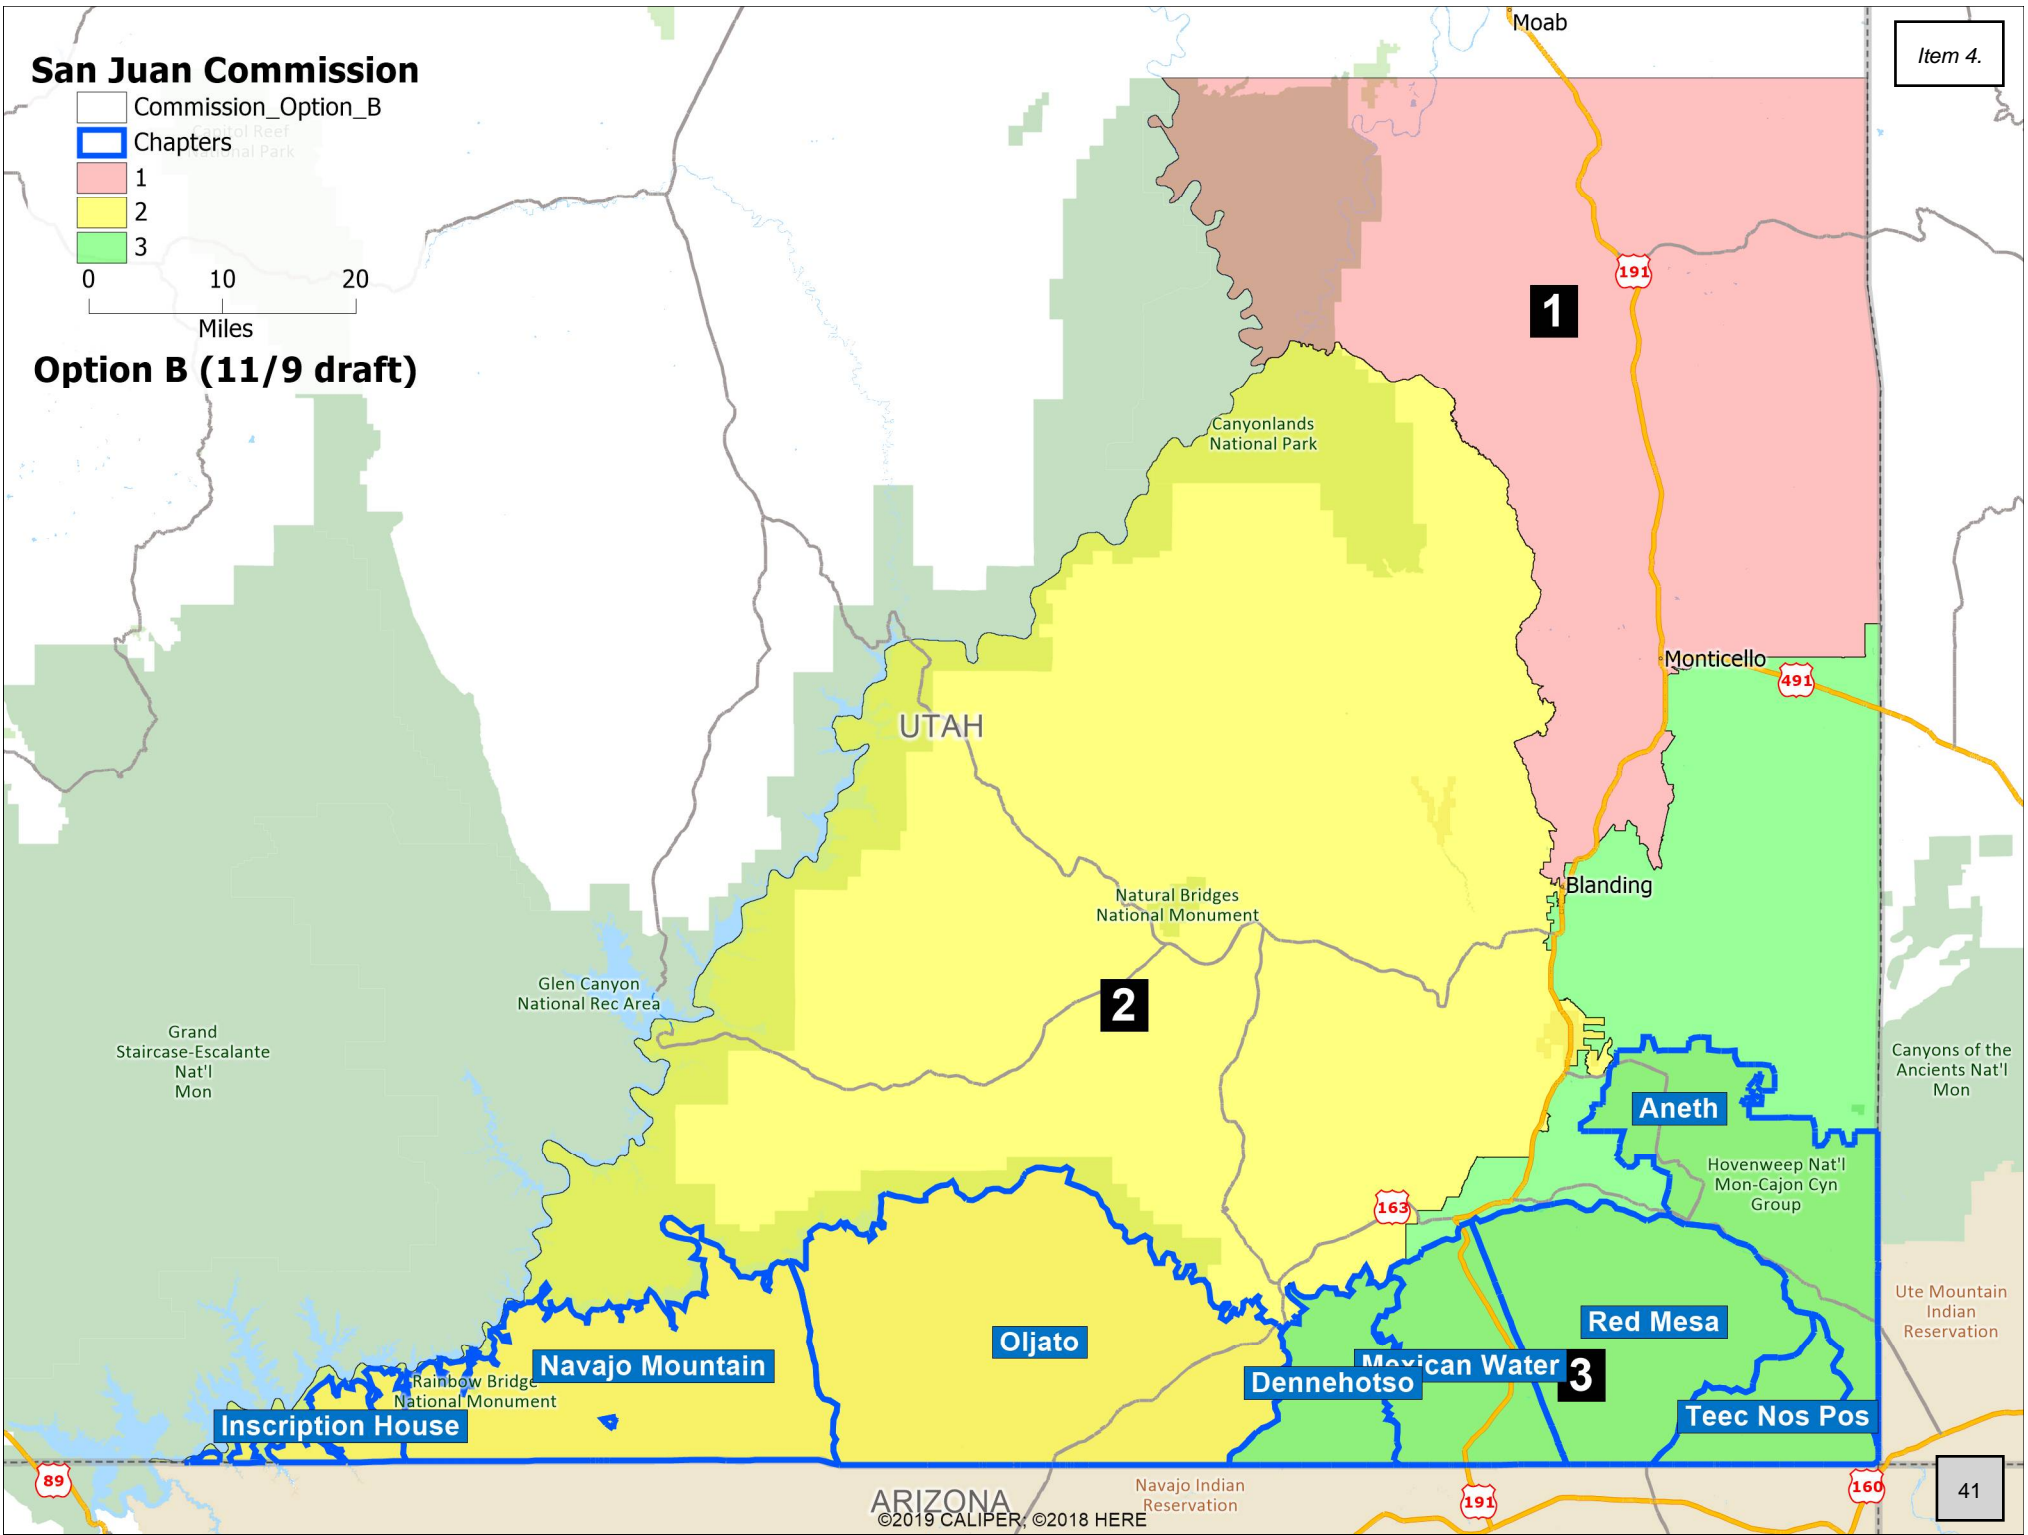 Moab
Item 4.
San Juan Commission
Commission_Option_B
Capitol Reef
National Park
Chapters
1
2
3
0 10 20
Miles
Option B (11/9 draft)
191
1
Canyonlands
National Park
Monticello
491
UTAH
Blanding
Natural Bridges
National Monument
Glen Canyon
National Rec Area
2
Grand
Staircase-Escalante
Nat'l
Mon
Canyons of the
Ancients Nat'l
Mon
Aneth
Hovenweep Nat'l
Mon-Cajon Cyn
Group
163
Ute Mountain
Indian
Reservation
Red Mesa
Oljato
Navajo Mountain
Mexican Water
3
Dennehotso
Rainbow Bridge
National Monument
Inscription House
Teec Nos Pos
89
Navajo Indian
Reservation
191
160
41
ARIZONA
©2019 CALIPER; ©2018 HERE